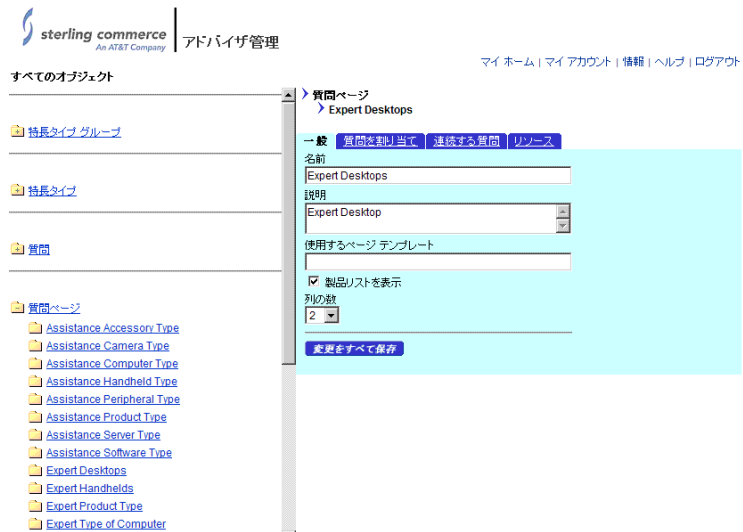 sterling commerce
An AT&T Company
アドバイザ管理
マイ ホーム | マイ アカウント | 情報 | ヘルプ | ログアウト
すべてのオブジェクト
特長タイプ グループ
特長タイプ
質問
質問ページ
Assistance Accessory Type
Assistance Camera Type
Assistance Computer Type
Assistance Handheld Type
Assistance Peripheral Type
Assistance Product Type
Assistance Server Type
Assistance Software Type
Expert Desktops
Expert Handhelds
Expert Product Type
Expert Type of Computer
質問ページ
Expert Desktops
一般 質問を割り当て 連続する質問 リソース
名前
Expert Desktops
説明
Expert Desktop
使用するページ テンプレート
製品リストを表示
列の数
2
変更をすべて保存